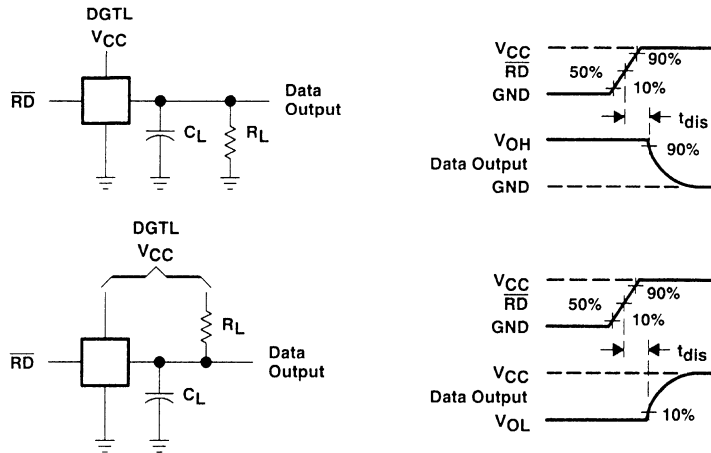 DGTL
VCC
RD
Data
Output
CL
RL
VCC
RD
GND
50%
90%
10%
tdis
VOH
Data Output
GND
90%
DGTL
VCC
RL
RD
Data
Output
CL
VCC
RD
GND
50%
90%
10%
tdis
VCC
Data Output
VOL
10%